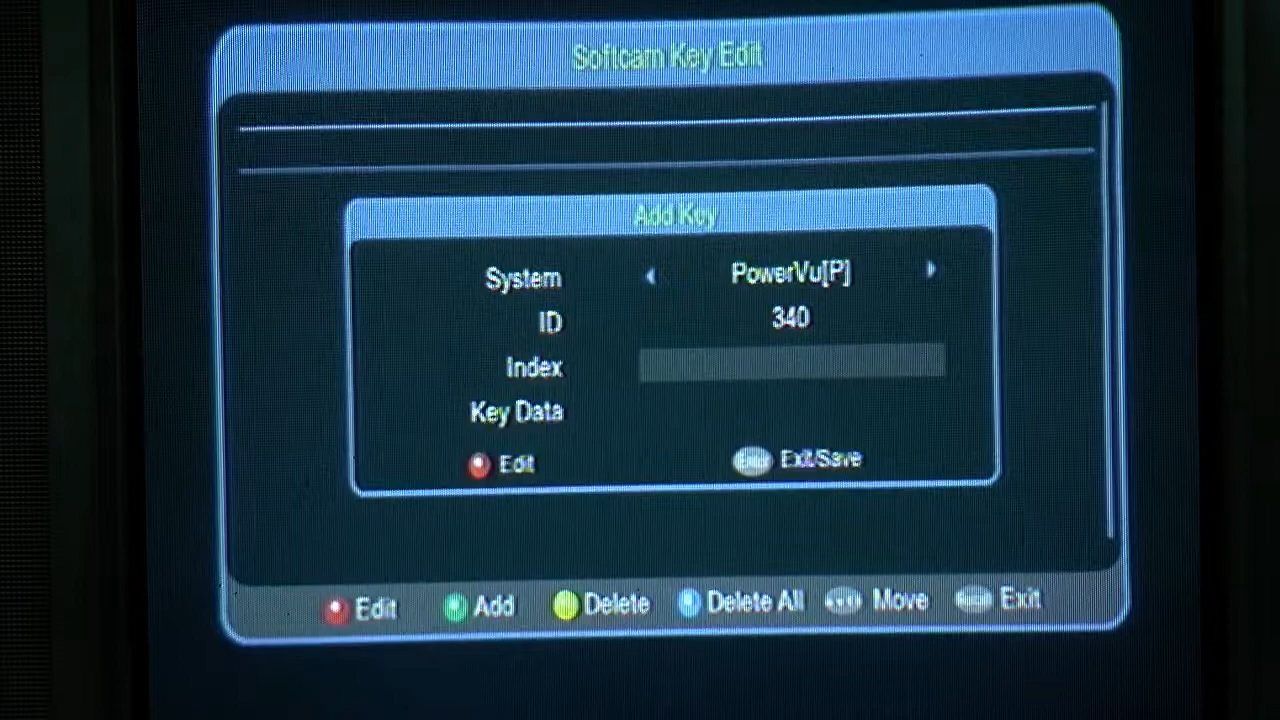 Softcam Key Edit
Add Key
System PowerVu[P]
ID 340
Index
Key Data
Edit Exit/Save
Edit Add Delete Delete All Move Exit